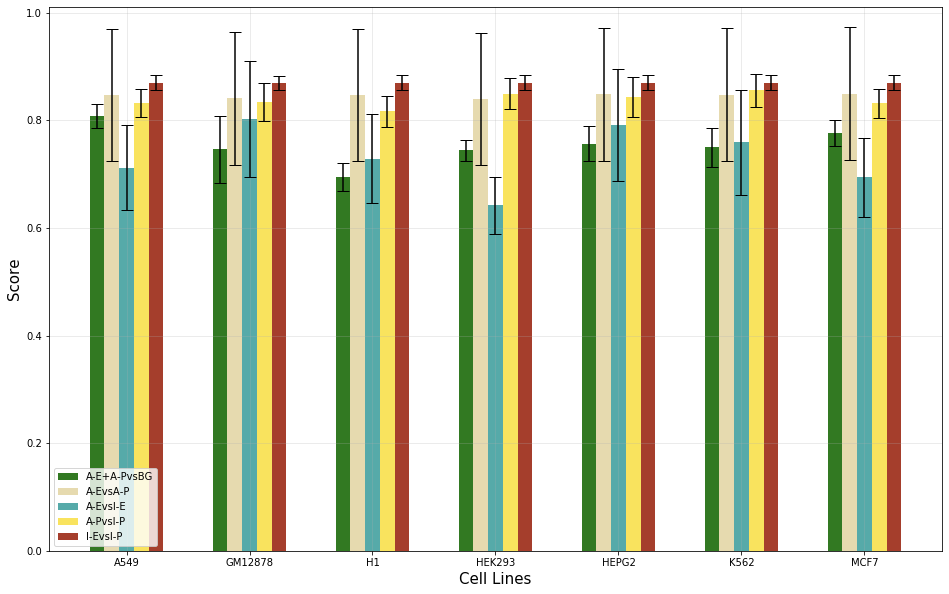 1.0
0.8
0.6
0.4
0.2
0.0
Score
A-E+A-PvsBG
A-EvsA-P
A-EvsI-E
A-PvsI-P
I-EvsI-P
A549 GM12878 H1 HEK293 HEPG2 K562 MCF7
Cell Lines